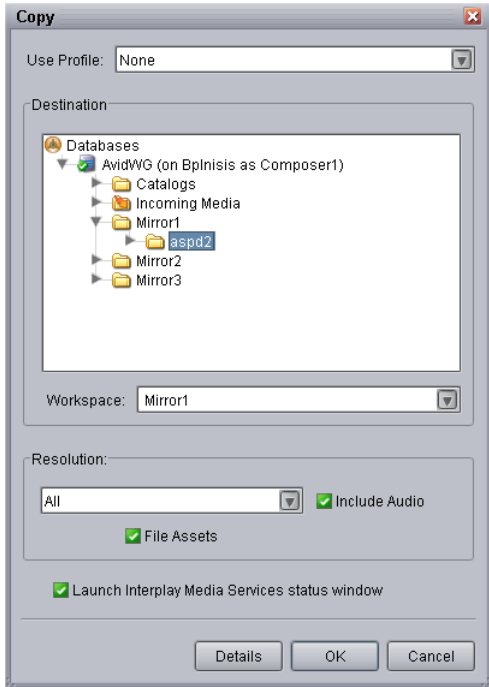 Copy
Use Profile: None
Destination
Databases
AvidWG (on BpInisis as Composer1)
Catalogs
Incoming Media
Mirror1
aspd2
Mirror2
Mirror3
Workspace: Mirror1
Resolution:
All Include Audio
File Assets
Launch Interplay Media Services status window
Details OK Cancel